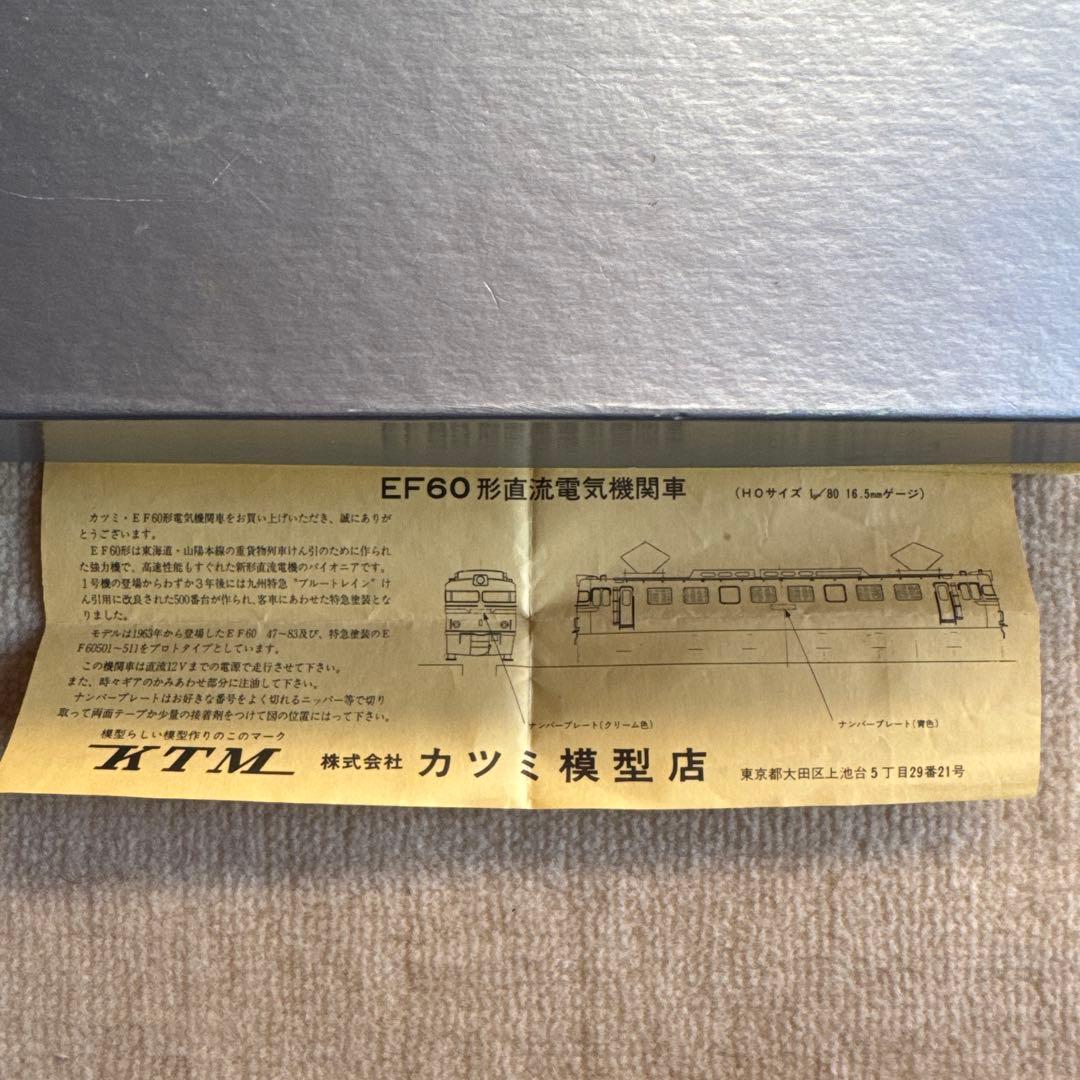 EF60形直流電気機関車 (HOサイズ 1/80 16.5mmゲージ)
カツミ・EF60形電気機関車をお買い上げいただき、誠にありが
とうございます。
EF60形は東海道・山陽本線の重貨物列車けん引のために作られ
た強力機で、高速性能もすぐれた新形直流電機のパイオニアです。
1号機の登場からわずか3年後には九州特急"ブルートレイン"け
ん引用に改良された500番台が作られ、客車にあわせた特急塗装とな
りました。
モデルは1963年から登場したEF60 47~83及び、特急塗装のE
F60501~511をプロトタイプとしています。
この機関車は直流12Vまでの電源で走行させて下さい。
また、時々ギアのかみあわせ部分に注油して下さい。
ナンバープレートはお好きな番号をよく切れるニッパー等で切り
取って両面テープか少量の接着剤をつけて図の位置にはって下さい。
ナンバープレート(クリーム色)
ナンバープレート(青色)
模型らしい模型作りのこのマーク
KTM 株式会社 カツミ模型店 東京都大田区上池台5丁目29番21号